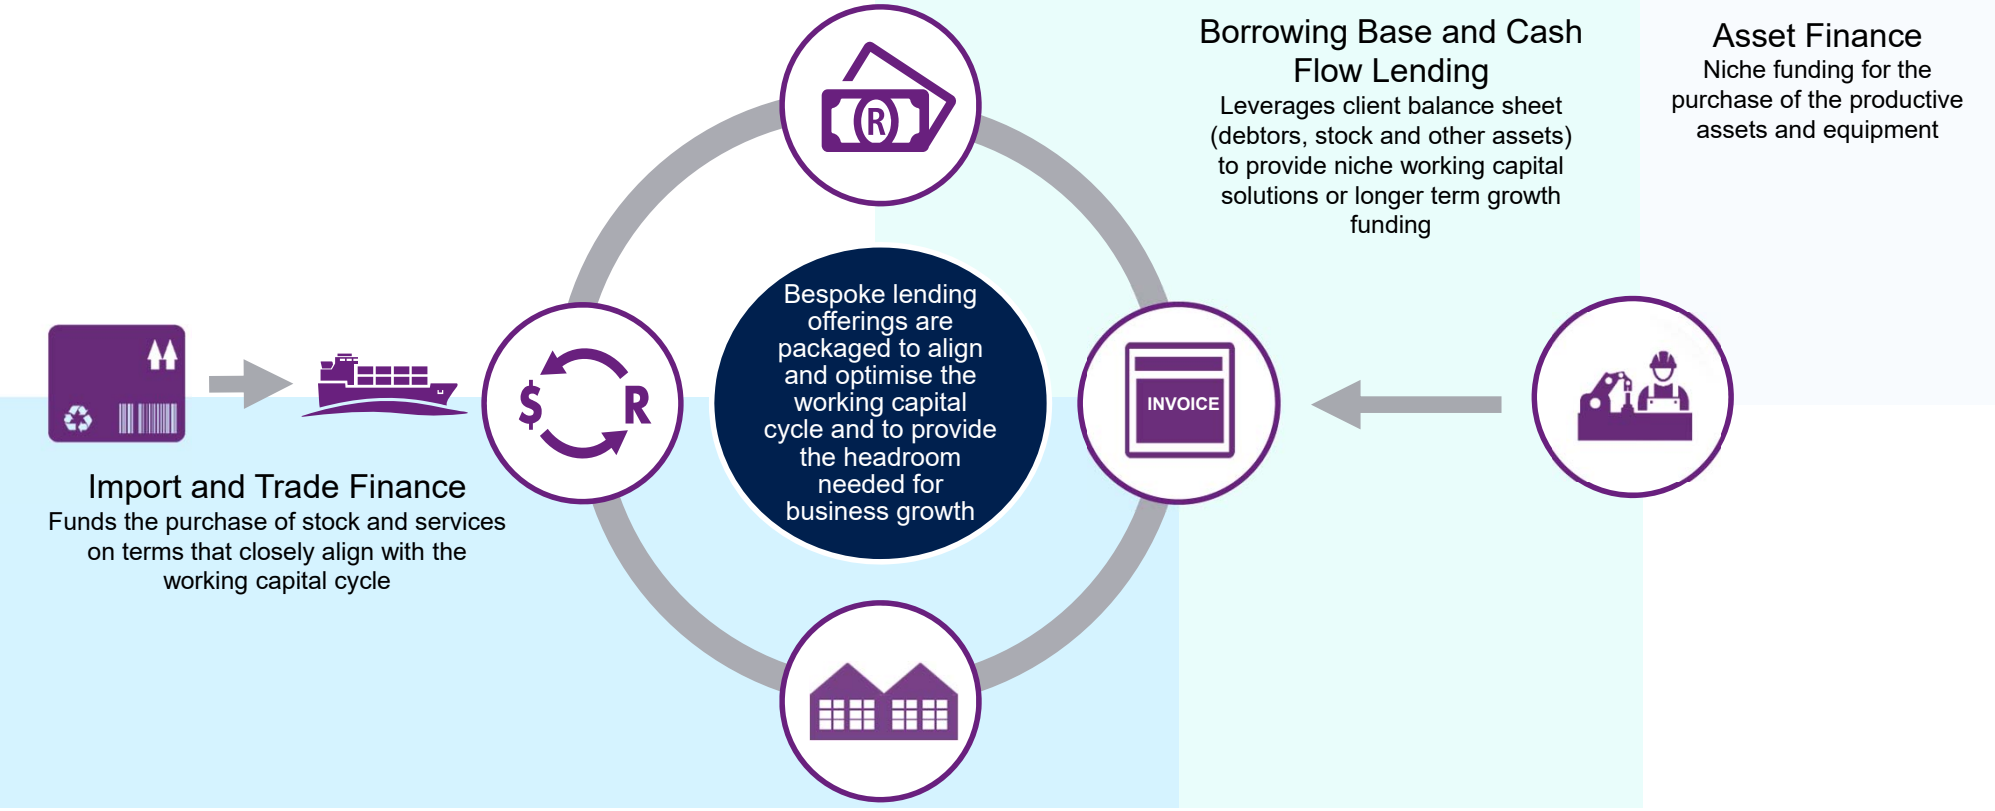 Borrowing Base and Cash
Flow Lending
Leverages client balance sheet
(debtors, stock and other assets)
to provide niche working capital
solutions or longer term growth
funding
Asset Finance
Niche funding for the
purchase of the productive
assets and equipment
R
Bespoke lending
offerings are
packaged to align
and optimise the
working capital
cycle and to provide
the headroom
needed for
business growth
$ R
INVOICE
Import and Trade Finance
Funds the purchase of stock and services
on terms that closely align with the
working capital cycle